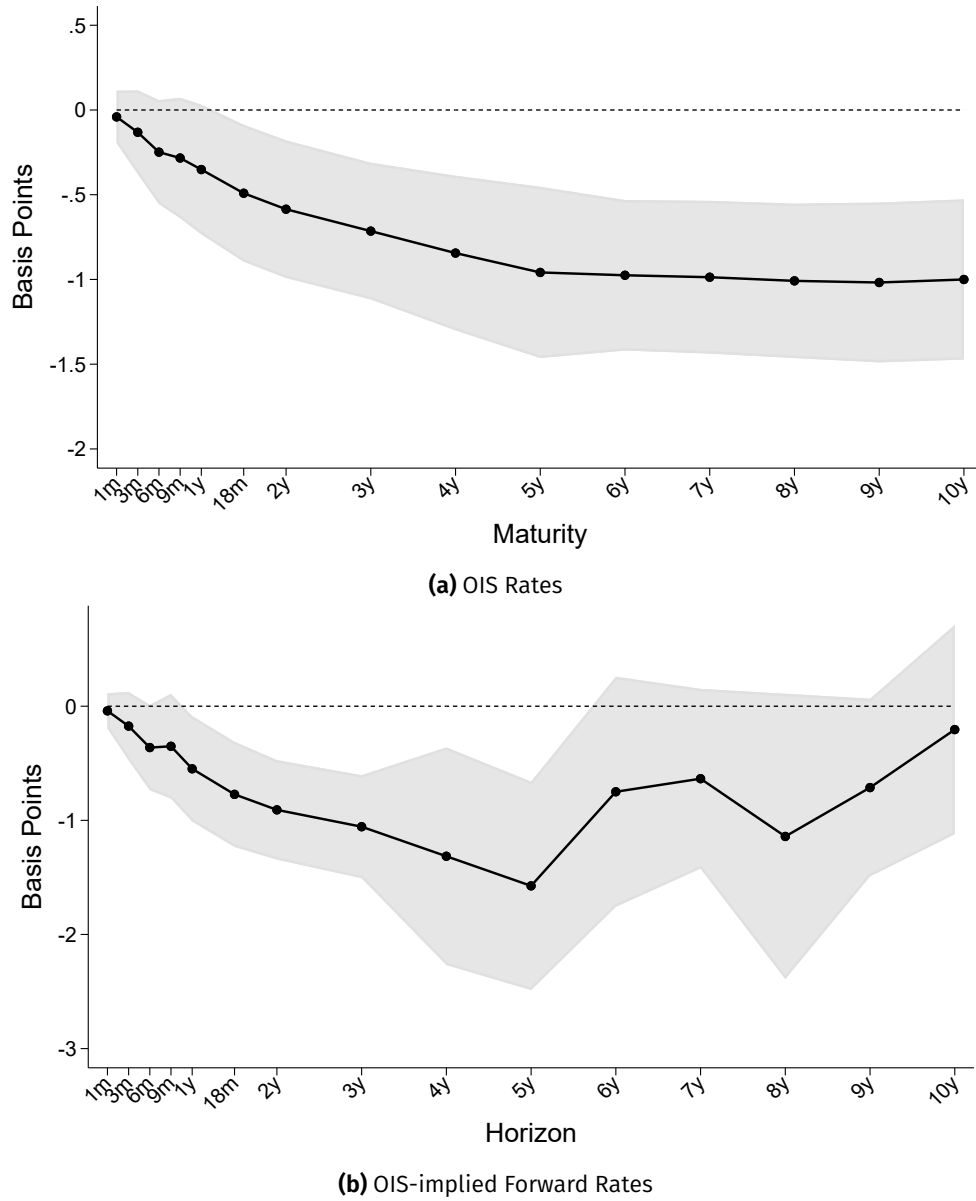 .5
0
-.5
-1
-1.5
-2
Basis Points
1m 3m 6m 9m 1y 18m 2y 3y 4y 5y 6y 7y 8y 9y 10y
Maturity
(a) OIS Rates
0
-1
-2
-3
Basis Points
1m 3m 6m 9m 1y 18m 2y 3y 4y 5y 6y 7y 8y 9y 10y
Horizon
(b) OIS-implied Forward Rates